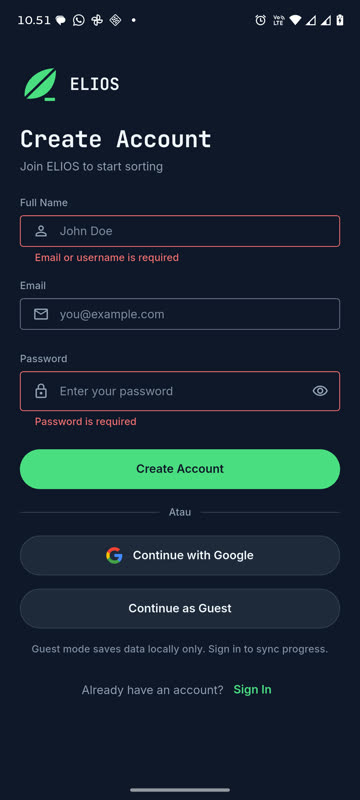 10.51
Vo))
LTE
ELIOS
Create Account
Join ELIOS to start sorting
Full Name
John Doe
Email or username is required
Email
you@example.com
Password
Enter your password
Password is required
Create Account
Atau
Continue with Google
Continue as Guest
Guest mode saves data locally only. Sign in to sync progress.
Already have an account? Sign In